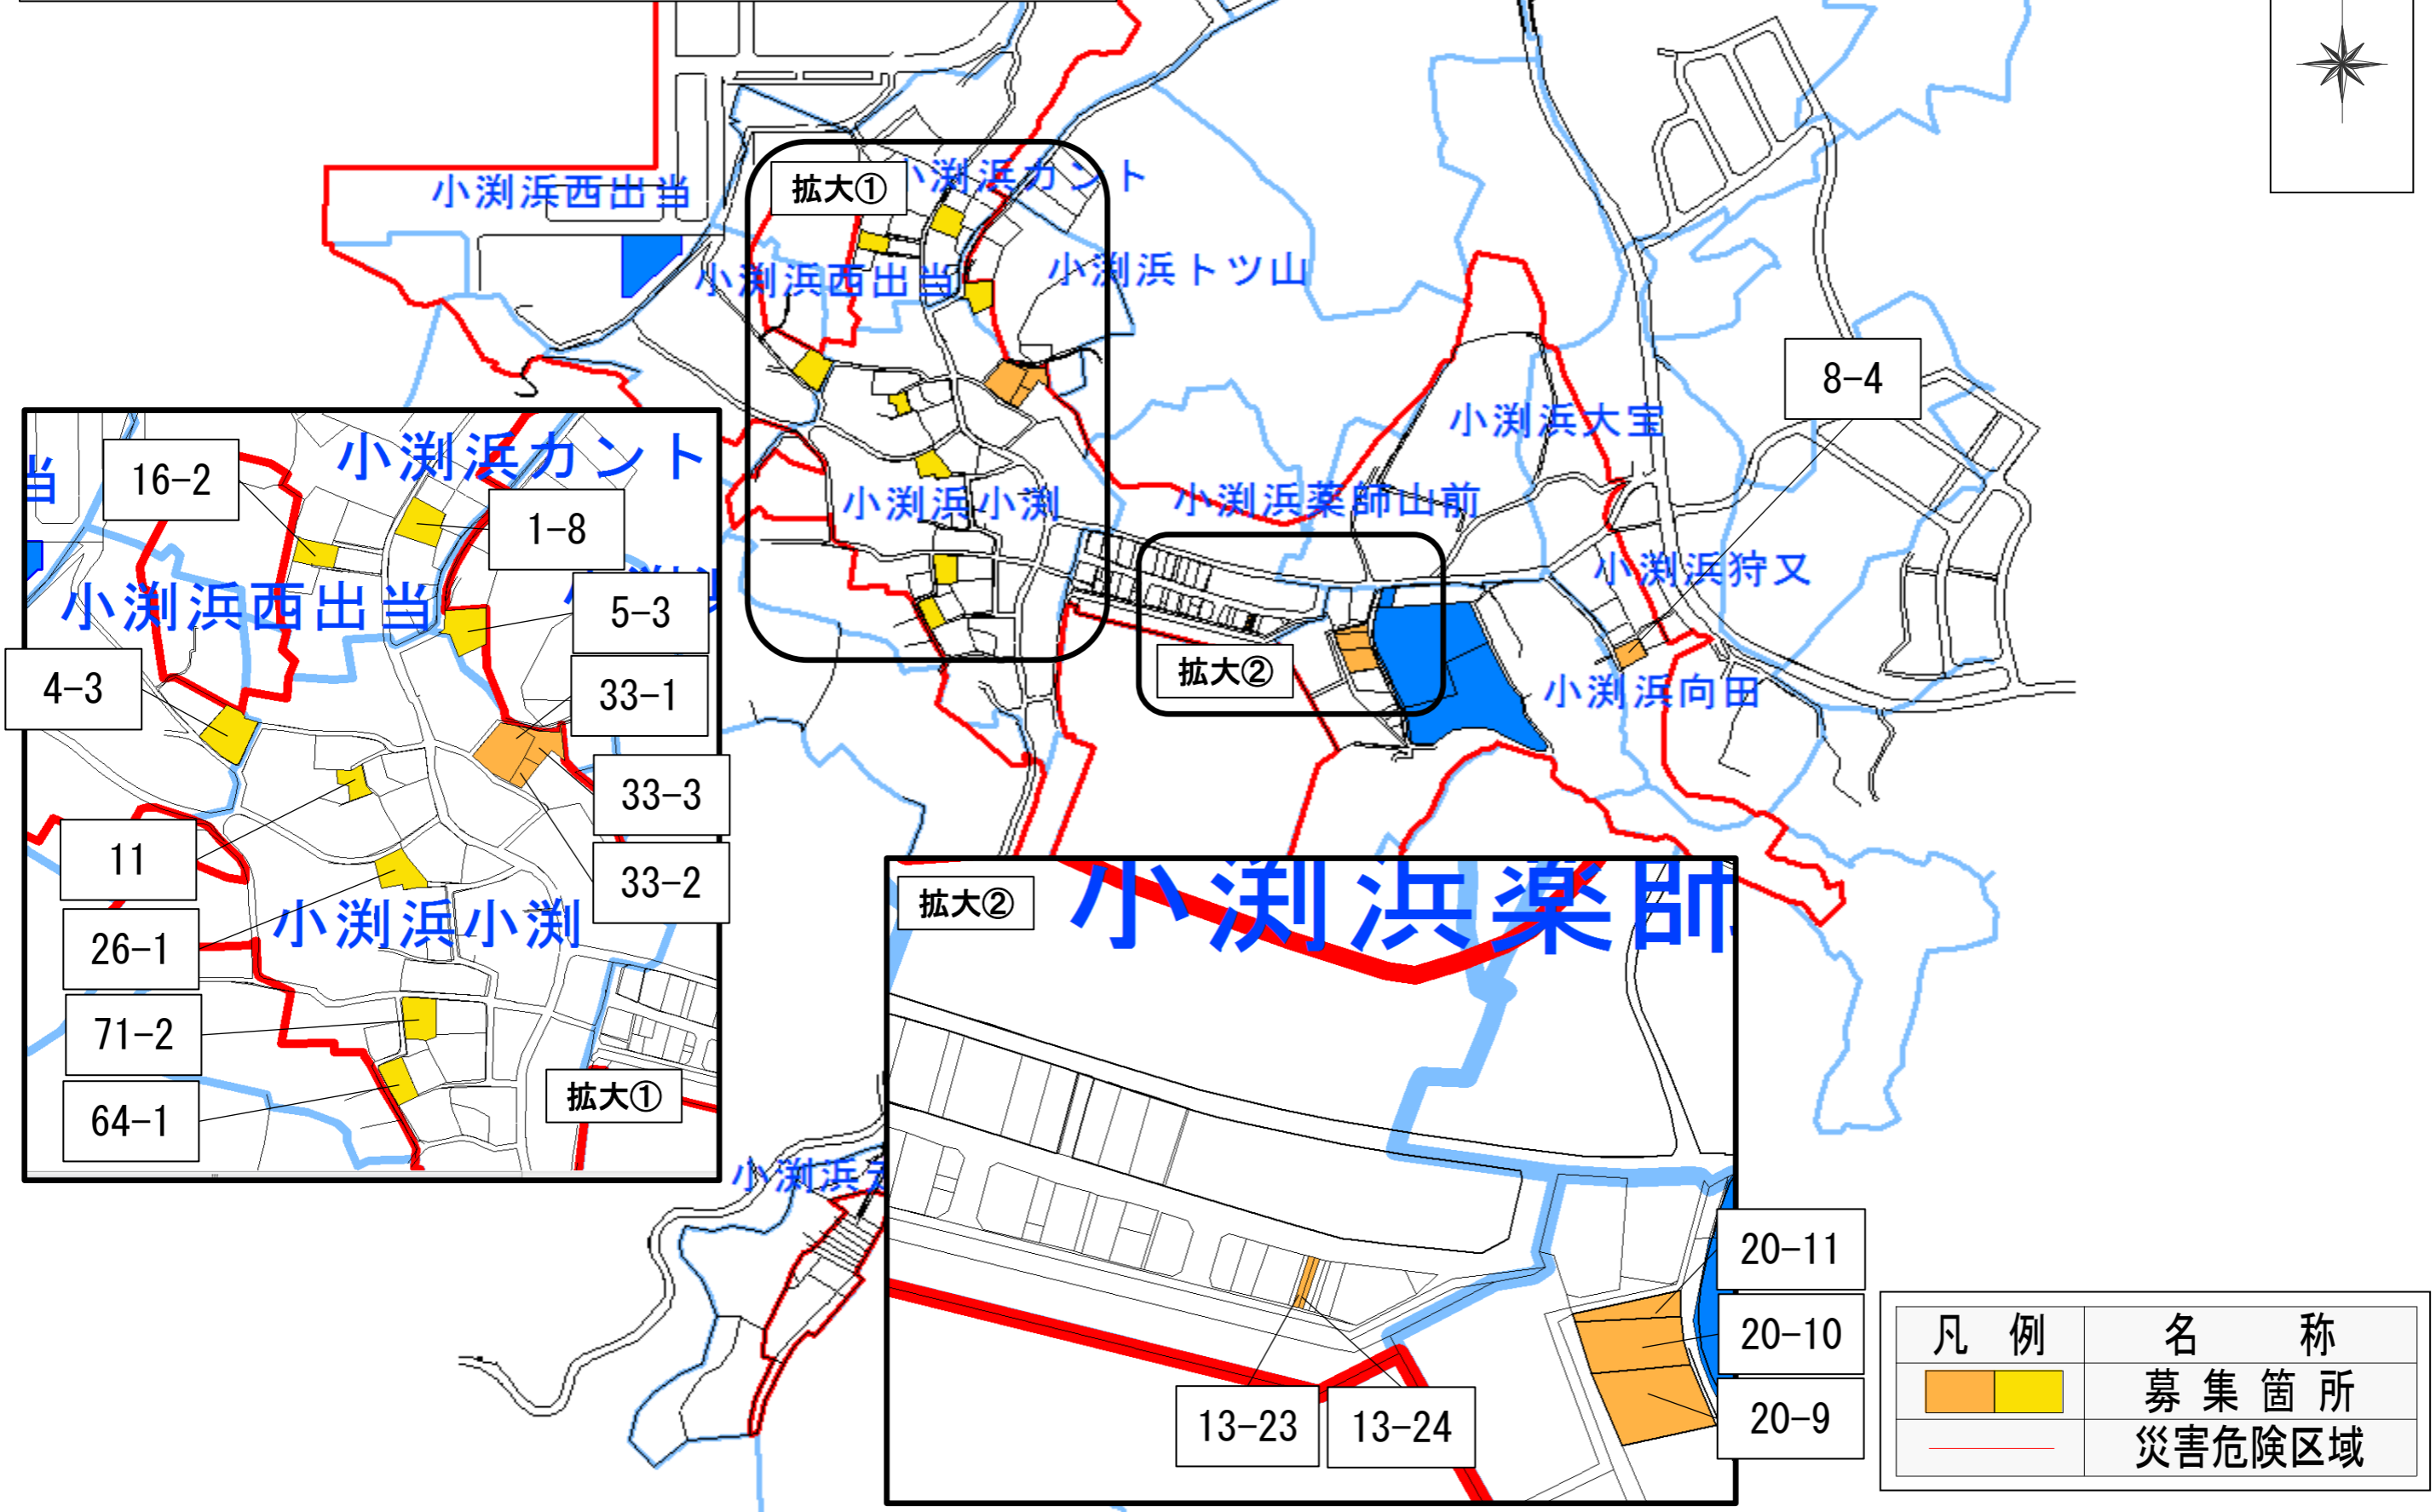 小渕浜カント
拡大①
小渕浜西出当
小渕浜西出当
小渕浜トツ山
8-4
小渕浜大宝
小渕浜小渕
小渕浜薬師山前
小渕浜狩又
拡大②
小渕浜向田
小渕浜カント
16-2
当
1-8
小渕浜西出当
5-3
4-3
33-1
33-3
11
33-2
26-1
小渕浜小渕
71-2
拡大①
64-1
小渕浜
拡大②
小渕浜薬師
20-11
20-10
20-9
13-23
13-24
凡例
名称
募集箇所
災害危険区域